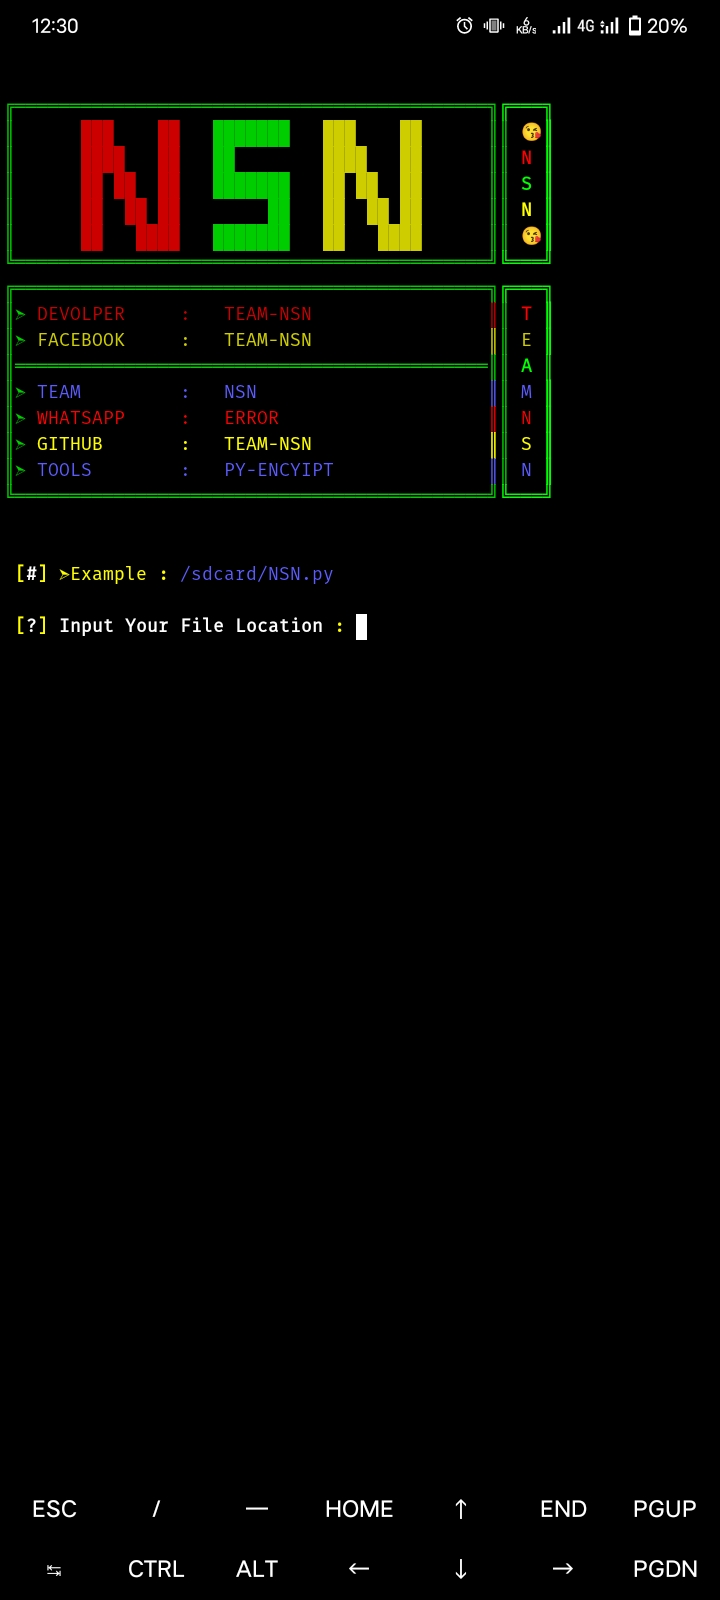 12:30 6 KB/s 4G 20%
NSN
😘
N
S
N
😘
➢ DEVOLPER : TEAM-NSN
➢ FACEBOOK : TEAM-NSN
➢ TEAM : NSN
➢ WHATSAPP : ERROR
➢ GITHUB : TEAM-NSN
➢ TOOLS : PY-ENCYIPT
T
E
A
M
N
S
N
[#] ➢Example : /sdcard/NSN.py
[?] Input Your File Location :
ESC / — HOME ↑ END PGUP
↹ CTRL ALT ← ↓ → PGDN